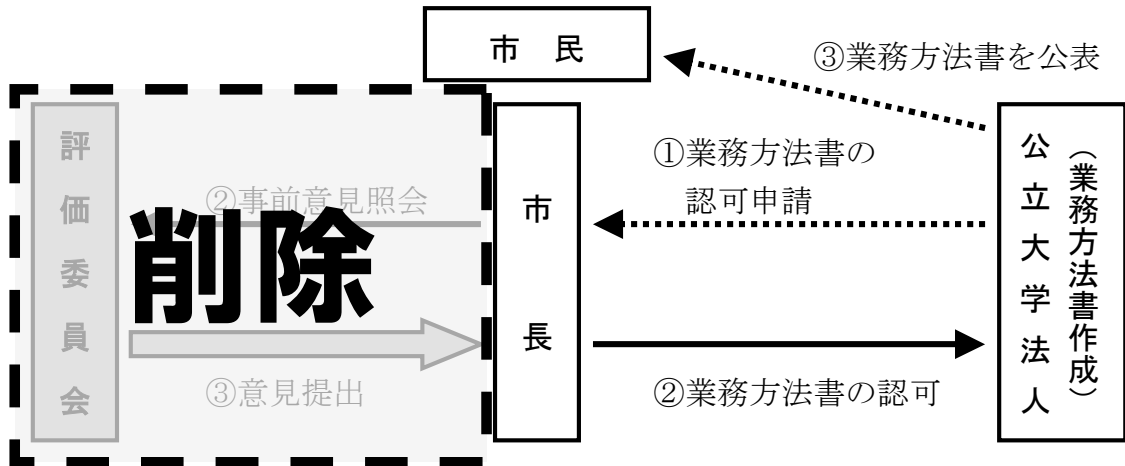 市民
③業務方法書を公表
評価委員会
②事前意見照会
削除
③意見提出
市長
①業務方法書の
認可申請
②業務方法書の認可
公立大学法人
（業務方法書作成）